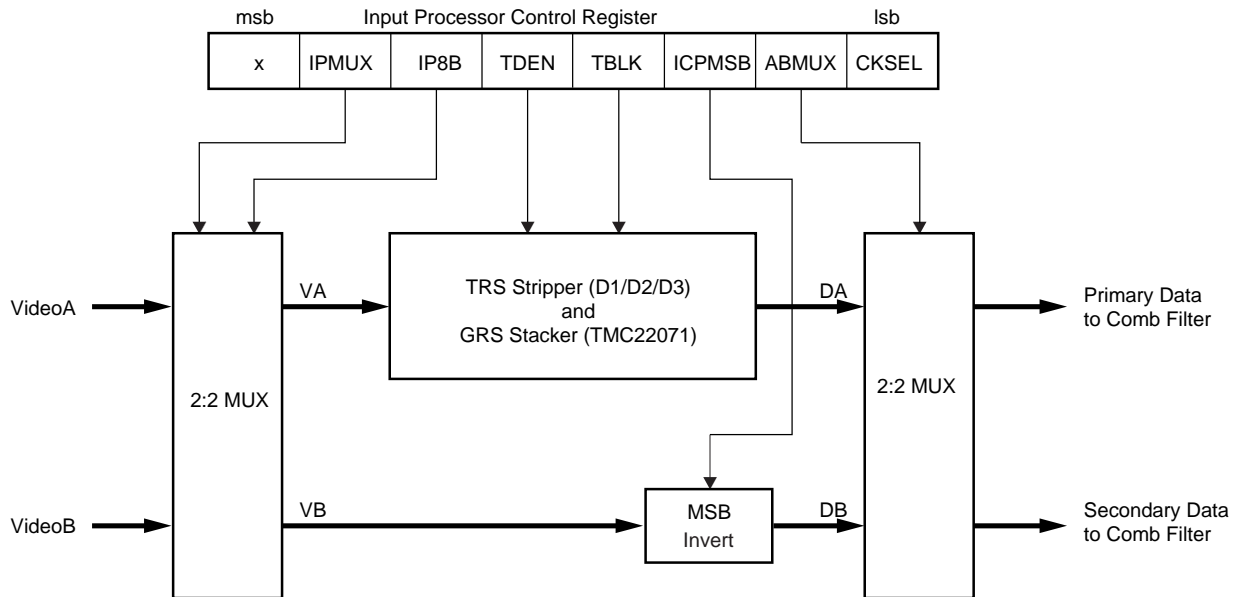 msb Input Processor Control Register lsb
x IPMUX IP8B TDEN TBLK ICPMSB ABMUX CKSEL
VideoA
VA
TRS Stripper (D1/D2/D3)
and
GRS Stacker (TMC22071)
DA
Primary Data
to Comb Filter
2:2 MUX
2:2 MUX
VideoB
VB
MSB
Invert
DB
Secondary Data
to Comb Filter